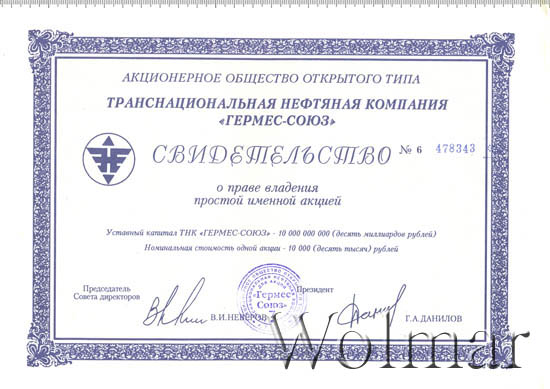 АКЦИОНЕРНОЕ ОБЩЕСТВО ОТКРЫТОГО ТИПА
ТРАНСНАЦИОНАЛЬНАЯ НЕФТЯНАЯ КОМПАНИЯ
«ГЕРМЕС-СОЮЗ»
СВИДЕТЕЛЬСТВО № 6 478343
о праве владения
простой именной акцией
Уставный капитал ТНК «ГЕРМЕС-СОЮЗ» - 10 000 000 000 (десять миллиардов рублей)
Номинальная стоимость одной акции - 10 000 (десять тысяч) рублей
Председатель
Совета директоров
В.И.НЕВЕРОВ
«Гермес-
Союз»
Президент
Г.А.ДАНИЛОВ
Wolmar